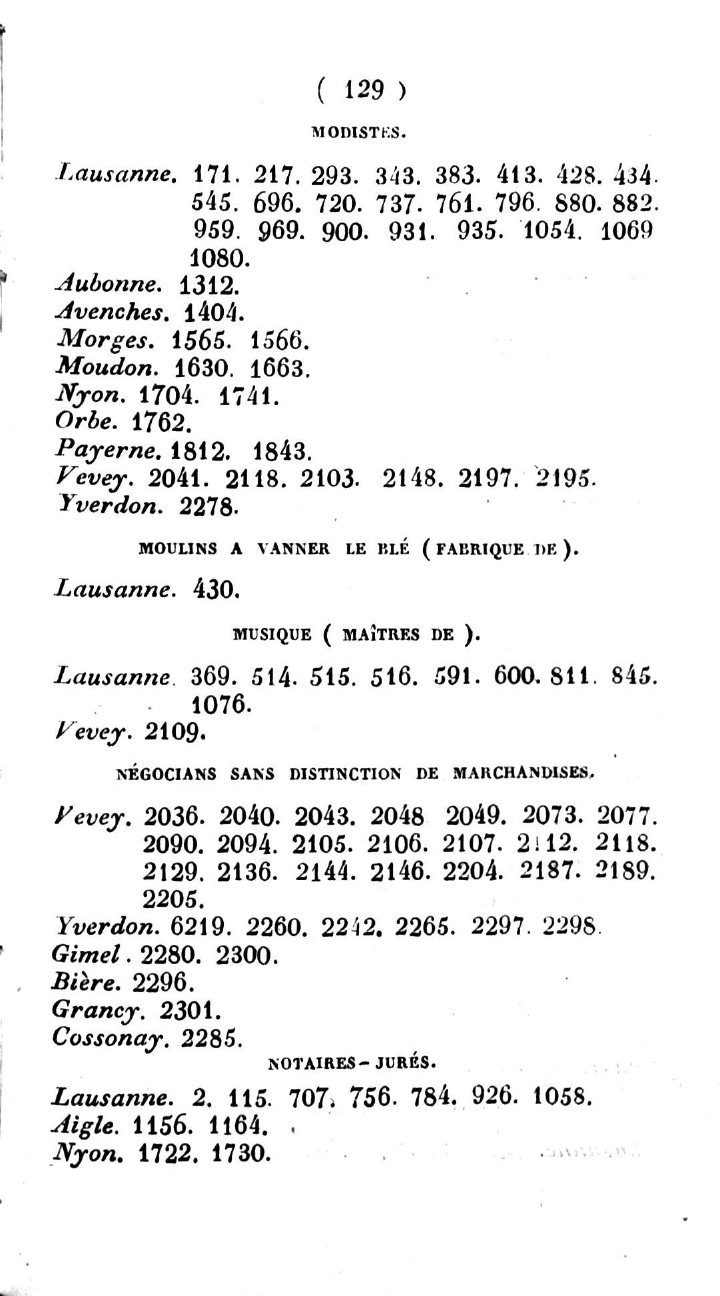 ( 129 )
MODISTES.
Lausanne. 171. 217. 293. 343. 383. 413. 428. 434.
545. 696. 720. 737. 761. 796. 880. 882.
959. 969. 900. 931. 935. 1054. 1069
1080.
Aubonne. 1312.
Avenches. 1404.
Morges. 1565. 1566.
Moudon. 1630. 1663.
Nyon. 1704. 1741.
Orbe. 1762.
Payerne. 1812. 1843.
Vevey. 2041. 2118. 2103. 2148. 2197. 2195.
Yverdon. 2278.
MOULINS A VANNER LE BLÉ ( FABRIQUE DE ).
Lausanne. 430.
MUSIQUE ( MAÎTRES DE ).
Lausanne. 369. 514. 515. 516. 591. 600. 811. 845.
1076.
Vevey. 2109.
NÉGOCIANS SANS DISTINCTION DE MARCHANDISES.
Vevey. 2036. 2040. 2043. 2048 2049. 2073. 2077.
2090. 2094. 2105. 2106. 2107. 2112. 2118.
2129. 2136. 2144. 2146. 2204. 2187. 2189.
2205.
Yverdon. 6219. 2260. 2242. 2265. 2297. 2298.
Gimel. 2280. 2300.
Bière. 2296.
Grancy. 2301.
Cossonay. 2285.
NOTAIRES-JURÉS.
Lausanne. 2. 115. 707. 756. 784. 926. 1058.
Aigle. 1156. 1164.
Nyon. 1722. 1730.